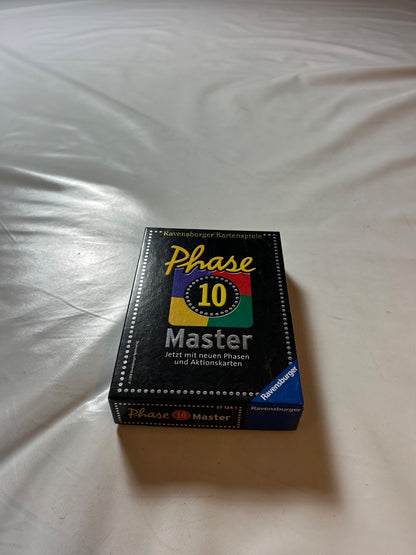 Ravensburger Kartenspiele
Phase
10
Master
Jetzt mit neuen Phasen
und Aktionskarten
Ravensburger
Phase 10 Master
Ravensburger